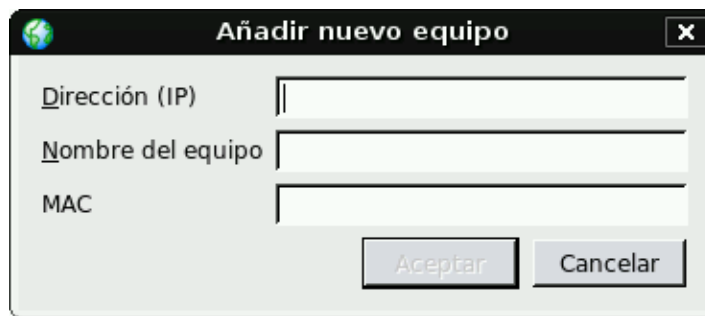 Añadir nuevo equipo
Dirección (IP)
Nombre del equipo
MAC
Aceptar Cancelar